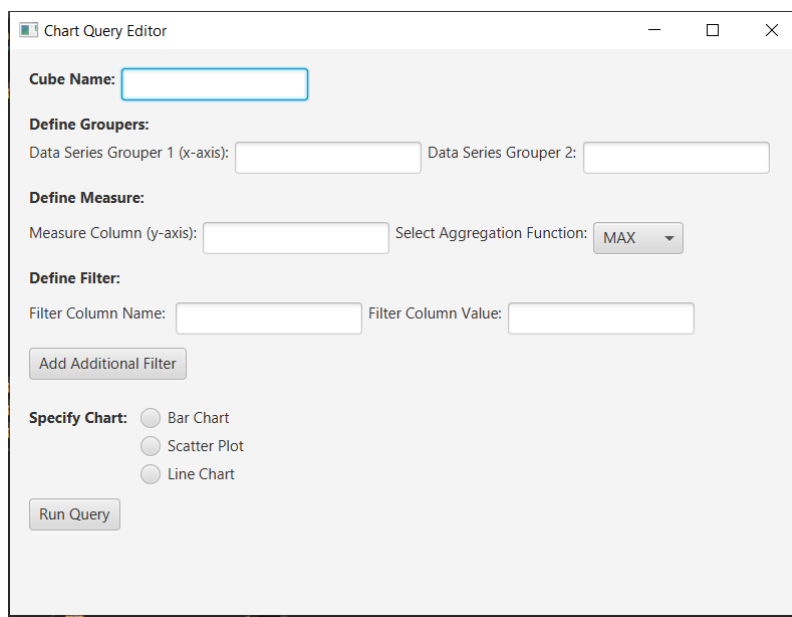 Chart Query Editor
Cube Name:
Define Groupers:
Data Series Grouper 1 (x-axis): Data Series Grouper 2:
Define Measure:
Measure Column (y-axis): Select Aggregation Function: MAX
Define Filter:
Filter Column Name: Filter Column Value:
Add Additional Filter
Specify Chart: Bar Chart
Scatter Plot
Line Chart
Run Query